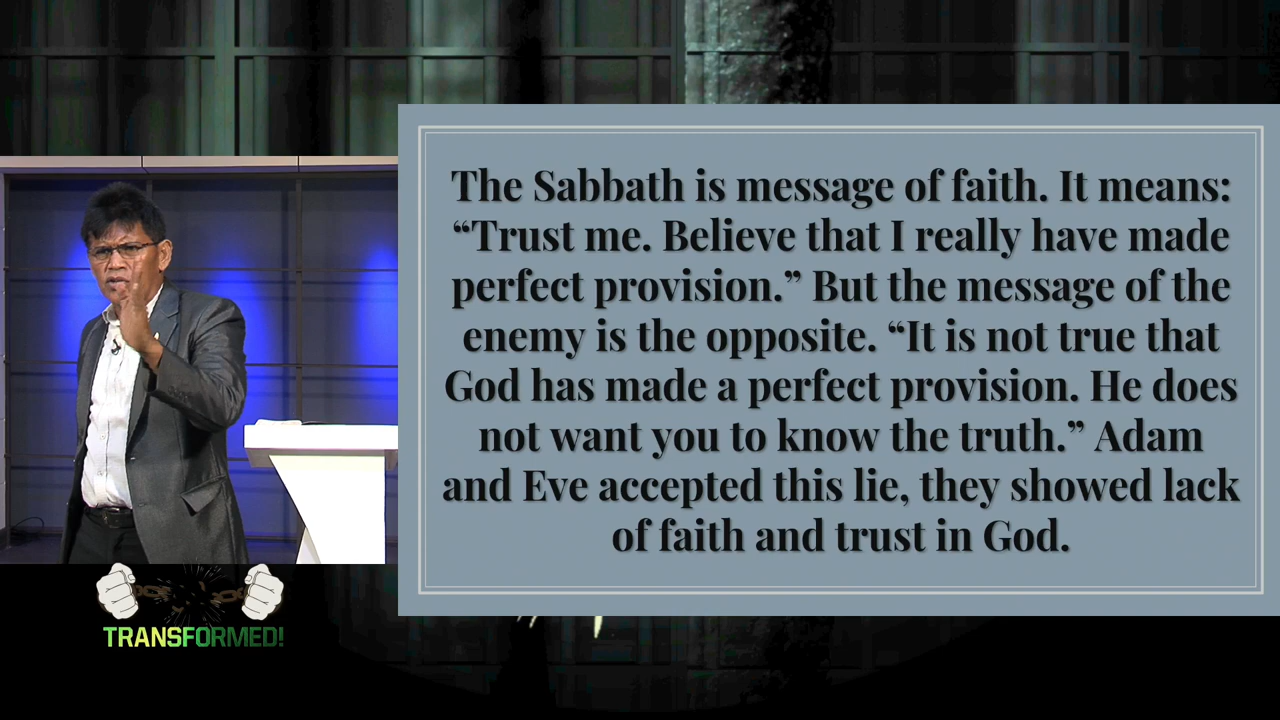 The Sabbath is message of faith. It means:
“Trust me. Believe that I really have made
perfect provision.” But the message of the
enemy is the opposite. “It is not true that
God has made a perfect provision. He does
not want you to know the truth.” Adam
and Eve accepted this lie, they showed lack
of faith and trust in God.
TRANSFORMED!